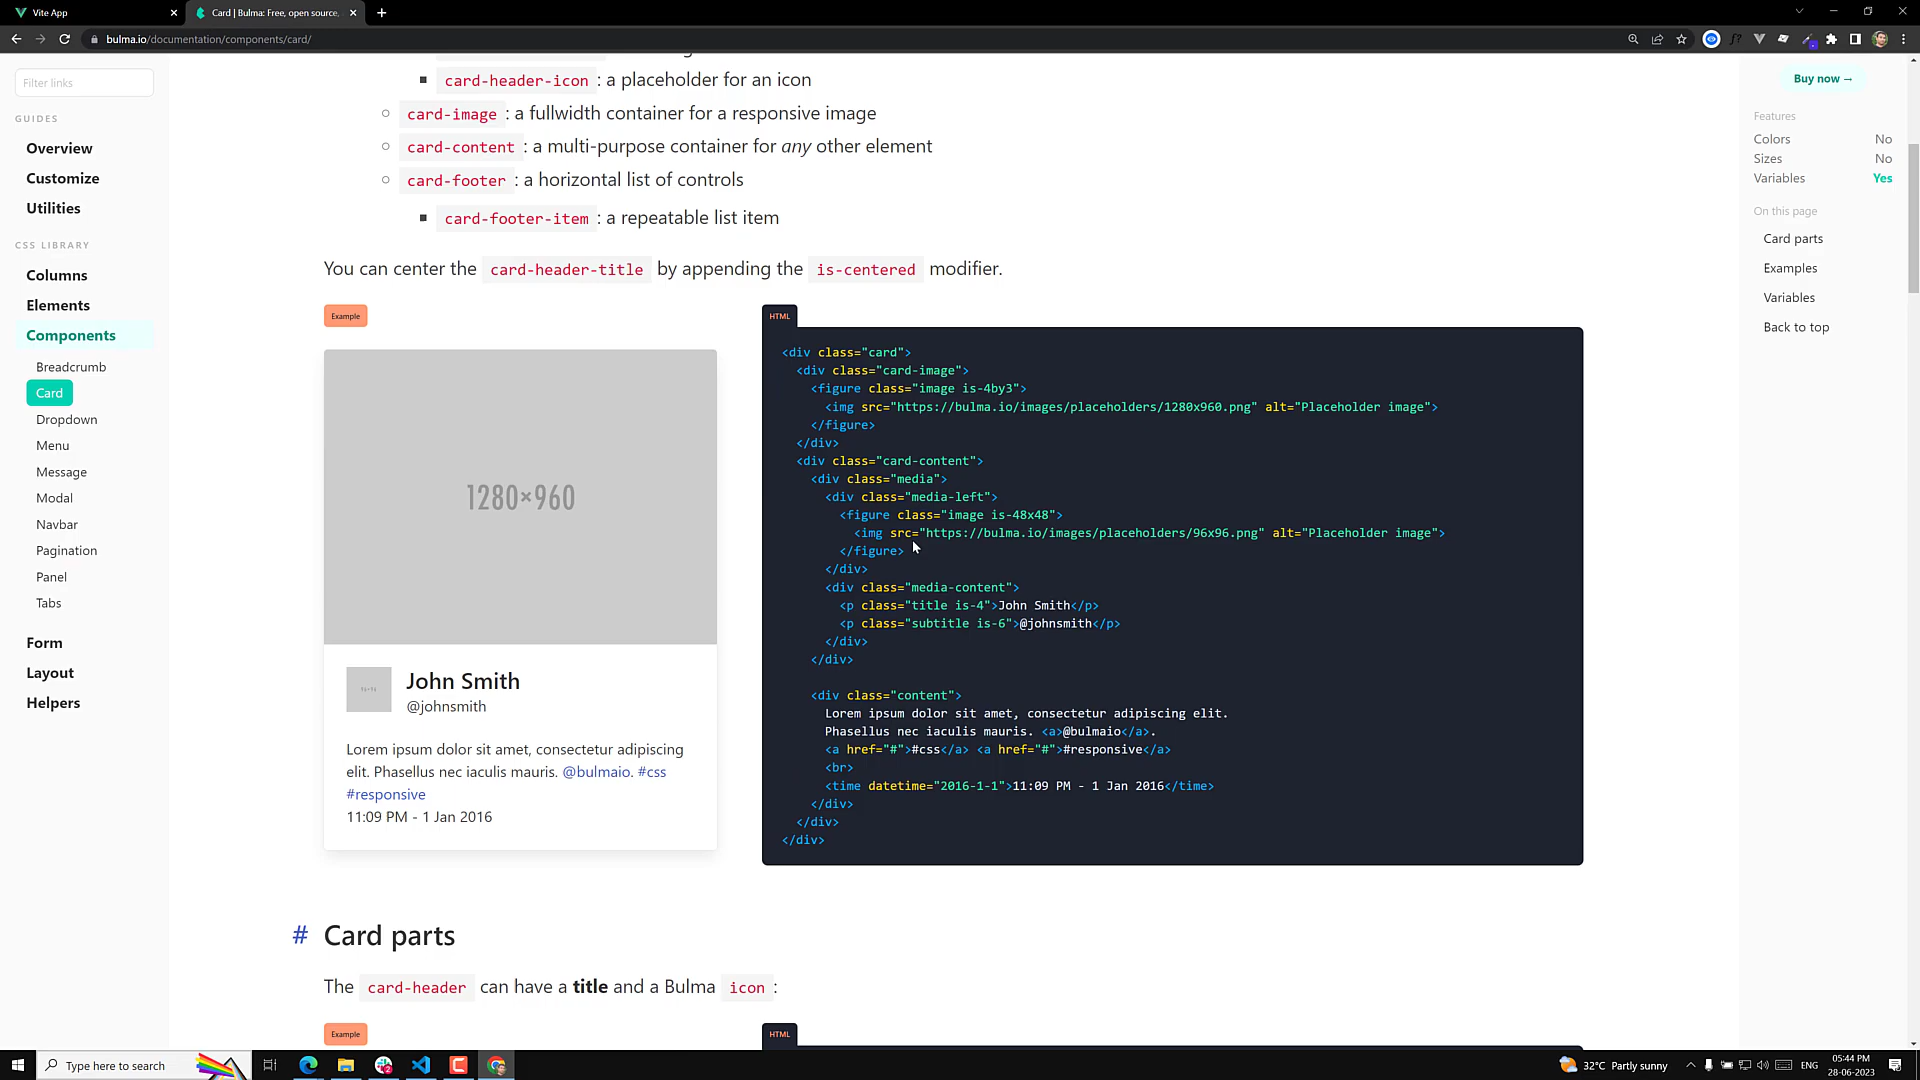 Vite App
Card | Bulma: Free, open source,
bulma.io/documentation/components/card/
Filter links
GUIDES
Overview
Customize
Utilities
CSS LIBRARY
Columns
Elements
Components
Breadcrumb
Card
Dropdown
Menu
Message
Modal
Navbar
Pagination
Panel
Tabs
Form
Layout
Helpers
card-header-icon : a placeholder for an icon
card-image : a fullwidth container for a responsive image
card-content : a multi-purpose container for any other element
card-footer : a horizontal list of controls
card-footer-item : a repeatable list item
You can center the card-header-title by appending the is-centered modifier.
Example
1280×960
John Smith
@johnsmith
Lorem ipsum dolor sit amet, consectetur adipiscing
elit. Phasellus nec iaculis mauris. @bulmaio. #css
#responsive
11:09 PM - 1 Jan 2016
HTML
<div class="card">
<div class="card-image">
<figure class="image is-4by3">
<img src="https://bulma.io/images/placeholders/1280x960.png" alt="Placeholder image">
</figure>
</div>
<div class="card-content">
<div class="media">
<div class="media-left">
<figure class="image is-48x48">
<img src="https://bulma.io/images/placeholders/96x96.png" alt="Placeholder image">
</figure>
</div>
<div class="media-content">
<p class="title is-4">John Smith</p>
<p class="subtitle is-6">@johnsmith</p>
</div>
</div>
<div class="content">
Lorem ipsum dolor sit amet, consectetur adipiscing elit.
Phasellus nec iaculis mauris. <a>@bulmaio</a>.
<a href="#">#css</a> <a href="#">#responsive</a>
<br>
<time datetime="2016-1-1">11:09 PM - 1 Jan 2016</time>
</div>
</div>
</div>
# Card parts
The card-header can have a title and a Bulma icon :
Example
HTML
Buy now →
Features
Colors No
Sizes No
Variables Yes
On this page
Card parts
Examples
Variables
Back to top
Type here to search
32°C Partly sunny
ENG
05:44 PM
28-06-2023